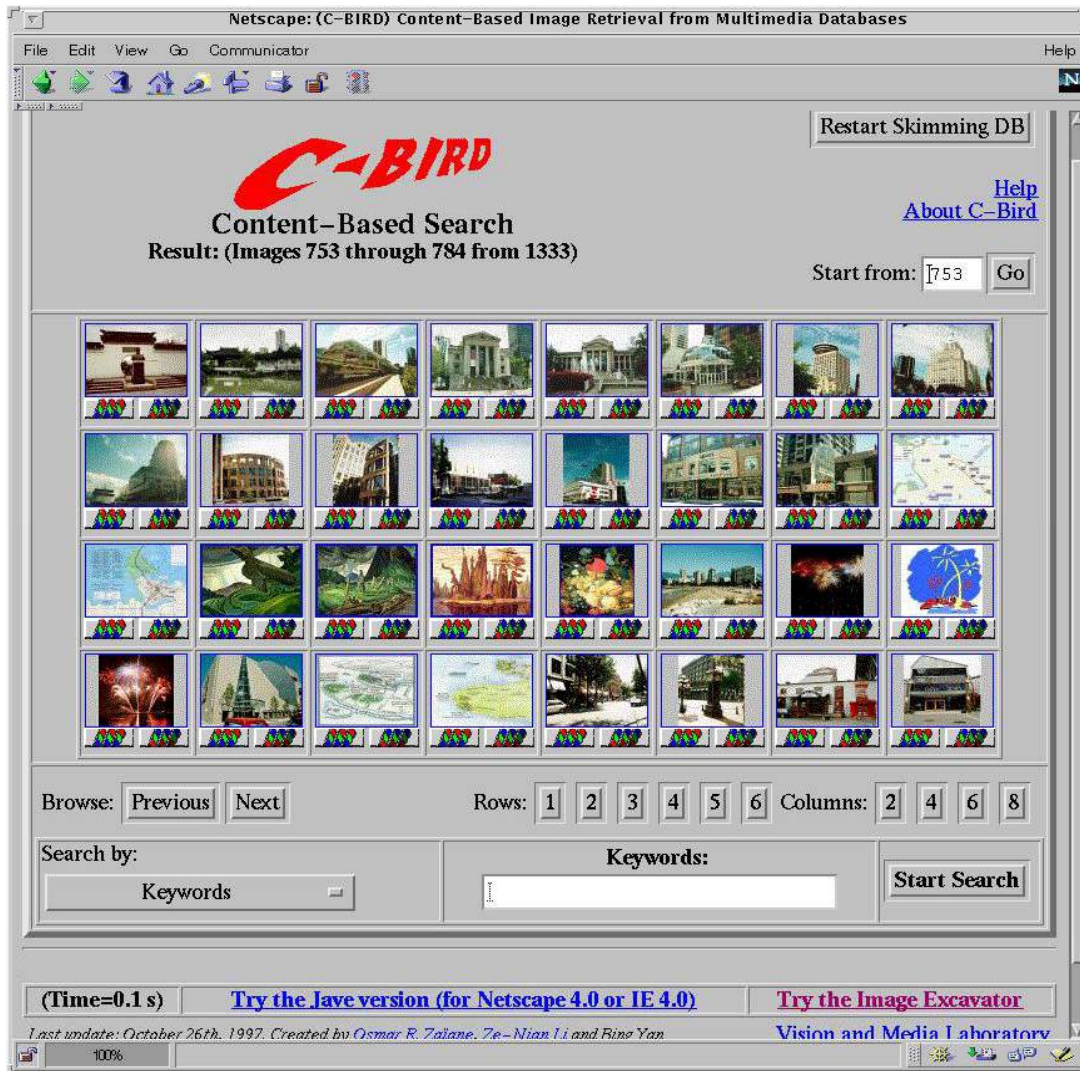 Netscape: (C-BIRD) Content-Based Image Retrieval from Multimedia Databases
File Edit View Go Communicator Help
N
Restart Skimming DB
C-BIRD
Help
Content-Based Search
About C-Bird
Result: (Images 753 through 784 from 1333)
Start from: 753 Go
Browse: Previous Next Rows: 1 2 3 4 5 6 Columns: 2 4 6 8
Search by: Keywords:
Keywords Start Search
(Time=0.1 s) Try the Jave version (for Netscape 4.0 or IE 4.0) Try the Image Excavator
Last update: October 26th, 1997. Created by Osmar R. Zaïane, Ze-Nian Li and Bing Yan Vision and Media Laboratory
100%